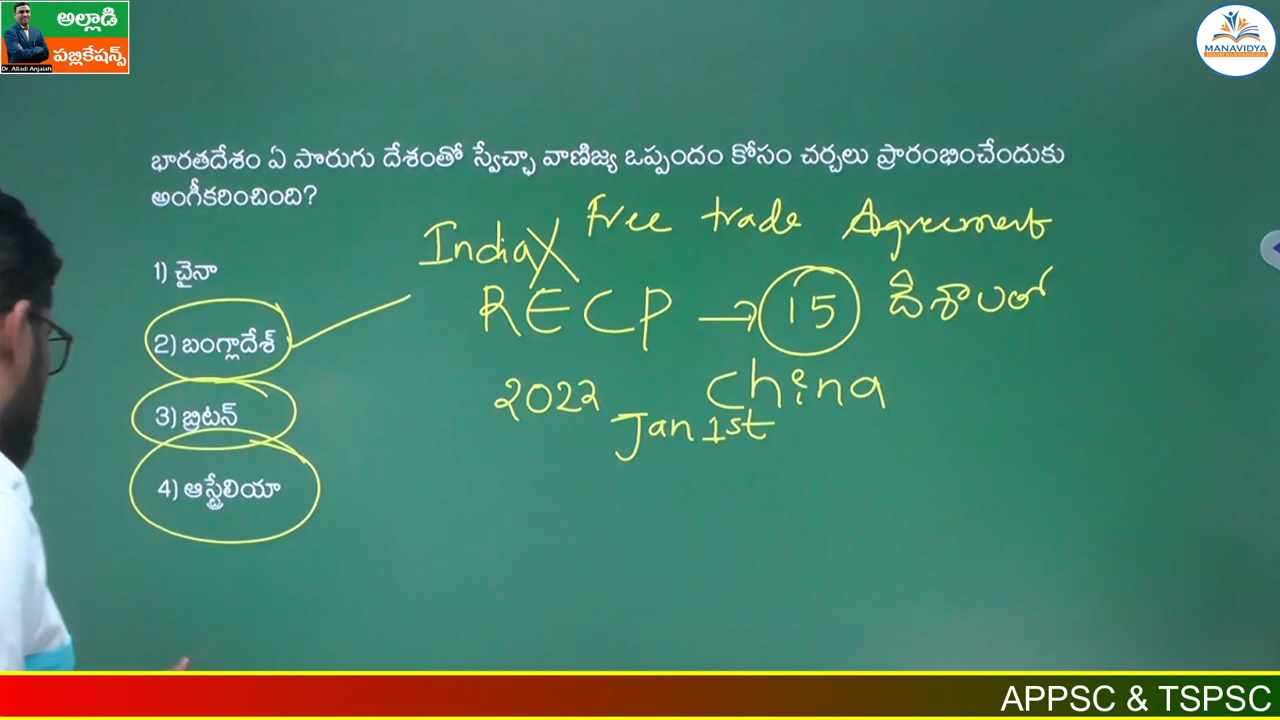 అల్లాడి
పబ్లికేషన్స్
Dr. Alladi Anjaiah
MANAVIDYA
భారతదేశం ఏ పొరుగు దేశంతో స్వేచ్ఛా వాణిజ్య ఒప్పందం కోసం చర్చలు ప్రారంభించేందుకు
అంగీకరించింది?
Free trade Agreement
India X
1) చైనా
RECP → 15 దేశాలతో
2) బంగ్లాదేశ్
2022 China
Jan 1st
3) బ్రిటన్
4) ఆస్ట్రేలియా
APPSC & TSPSC